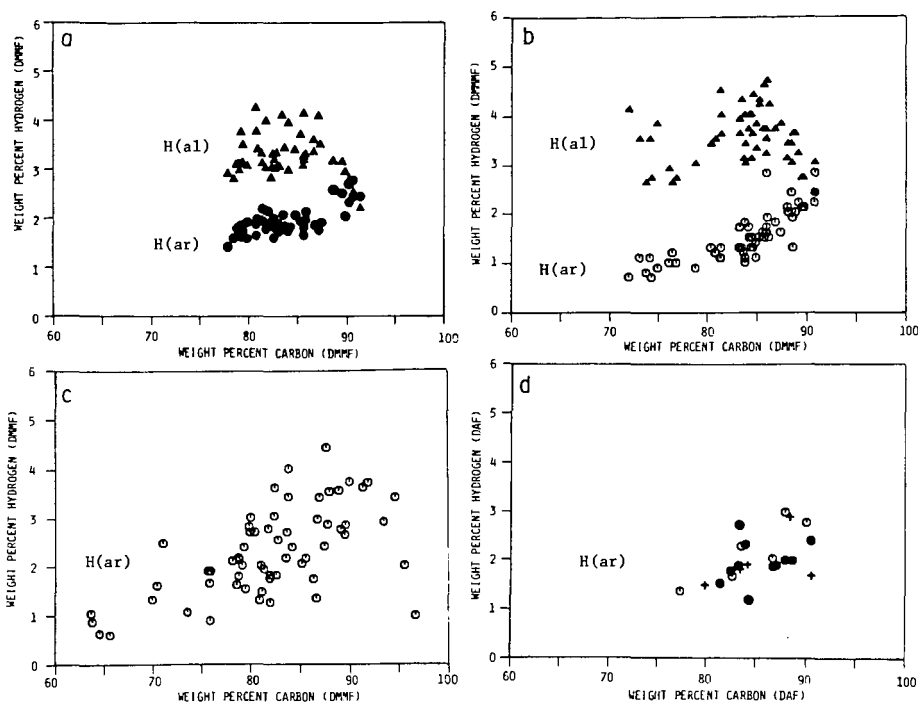 a
6
5
4
3
2
1
0
WEIGHT PERCENT HYDROGEN (DMMF)
H(al)
H(ar)
60 70 80 90 100
WEIGHT PERCENT CARBON (DMMF)
b
6
5
4
3
2
1
0
WEIGHT PERCENT HYDROGEN (DMMMF)
H(al)
H(ar)
60 70 80 90 100
WEIGHT PERCENT CARBON (DMMMF)
c
6
5
4
3
2
1
0
WEIGHT PERCENT HYDROGEN (DMMF)
H(ar)
60 70 80 90 100
WEIGHT PERCENT CARBON (DMMF)
d
6
5
4
3
2
1
0
WEIGHT PERCENT HYDROGEN (DAF)
H(ar)
60 70 80 90 100
WEIGHT PERCENT CARBON (DAF)